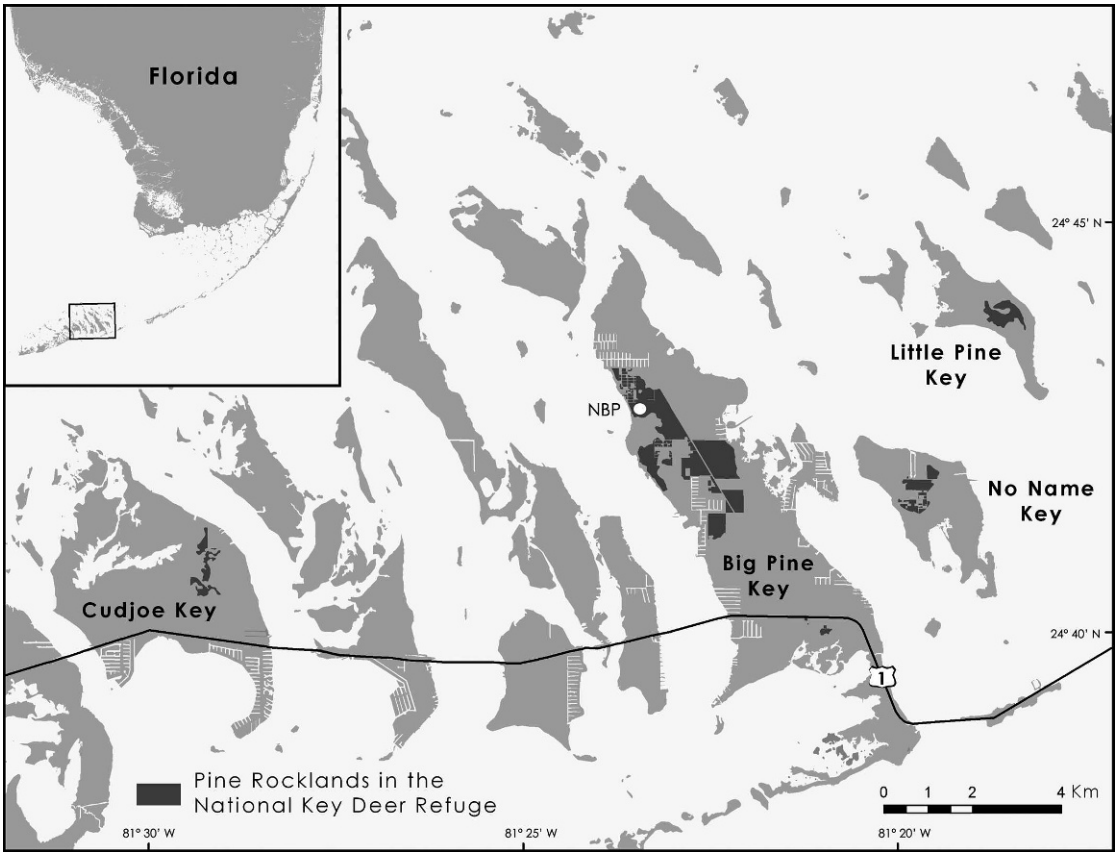 Florida
24° 45' N
Little Pine
Key
NBP
No Name
Key
Big Pine
Key
Cudjoe Key
24° 40' N
1
Pine Rocklands in the
National Key Deer Refuge
0 1 2 4 Km
81° 30' W
81° 25' W
81° 20' W